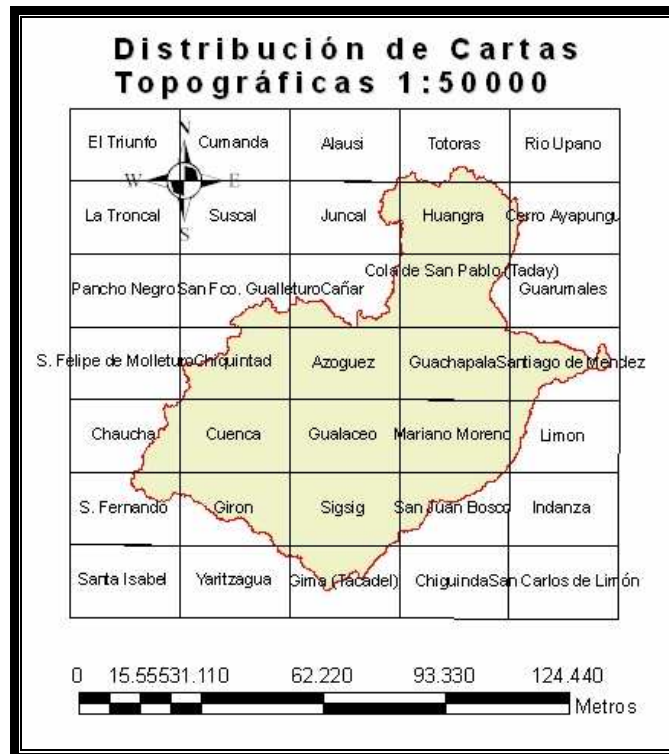 Distribución de Cartas
Topográficas 1:50000
N
W E
S
El Triunfo Cumanda Alausi Totoras Rio Upano
La Troncal Suscal Juncal Huangra Cerro Ayapungu
Cola de San Pablo (Taday)
Pancho Negro San Fco. Gualleturo Cañar Guarumales
S. Felipe de Molleturo Chiquintad Azoguez Guachapala Santiago de Mendez
Chaucha Cuenca Gualaceo Mariano Moreno Limon
S. Fernando Giron Sigsig San Juan Bosco Indanza
Santa Isabel Yaritzagua Gima (Tacadel) Chiguinda San Carlos de Limón
0 15.555 31.110 62.220 93.330 124.440
Metros